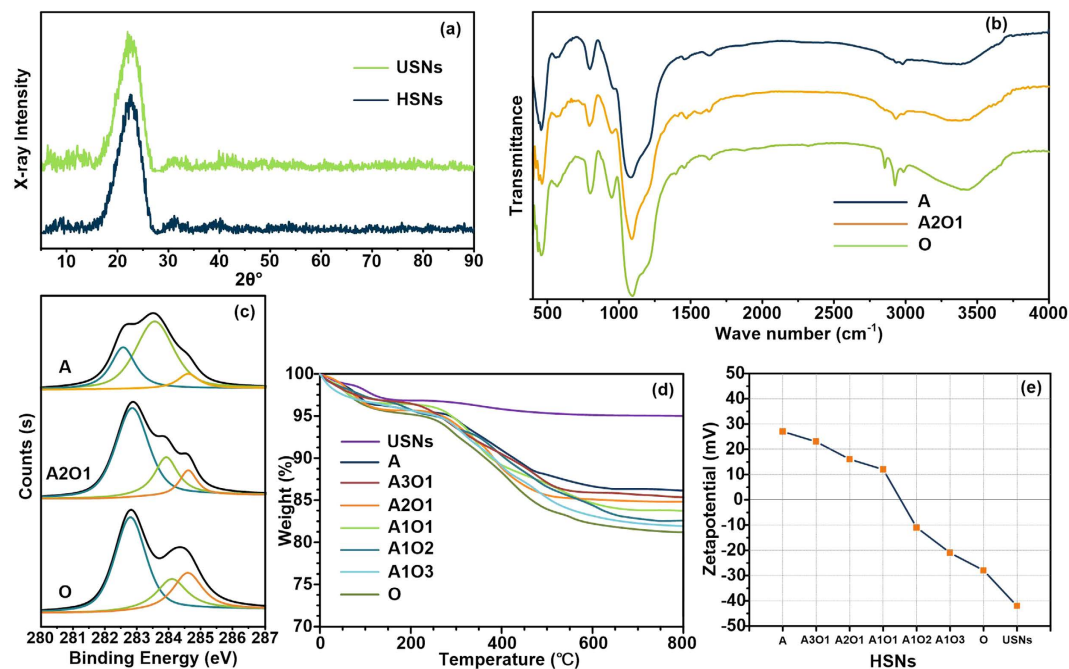 (a)
USNs
HSNs
X-ray Intensity
10 20 30 40 50 60 70 80 90
2θ°
(b)
Transmittance
A
A2O1
O
500 1000 1500 2000 2500 3000 3500 4000
Wave number (cm-1)
(c)
A
A2O1
O
Counts (s)
280 281 282 283 284 285 286 287
Binding Energy (eV)
(d)
100
95
90
85
80
75
70
Weight (%)
USNs
A
A3O1
A2O1
A1O1
A1O2
A1O3
O
0 200 400 600 800
Temperature (℃)
(e)
50
40
30
20
10
0
-10
-20
-30
-40
-50
Zetapotential (mV)
A A3O1 A2O1 A1O1 A1O2 A1O3 O USNs
HSNs